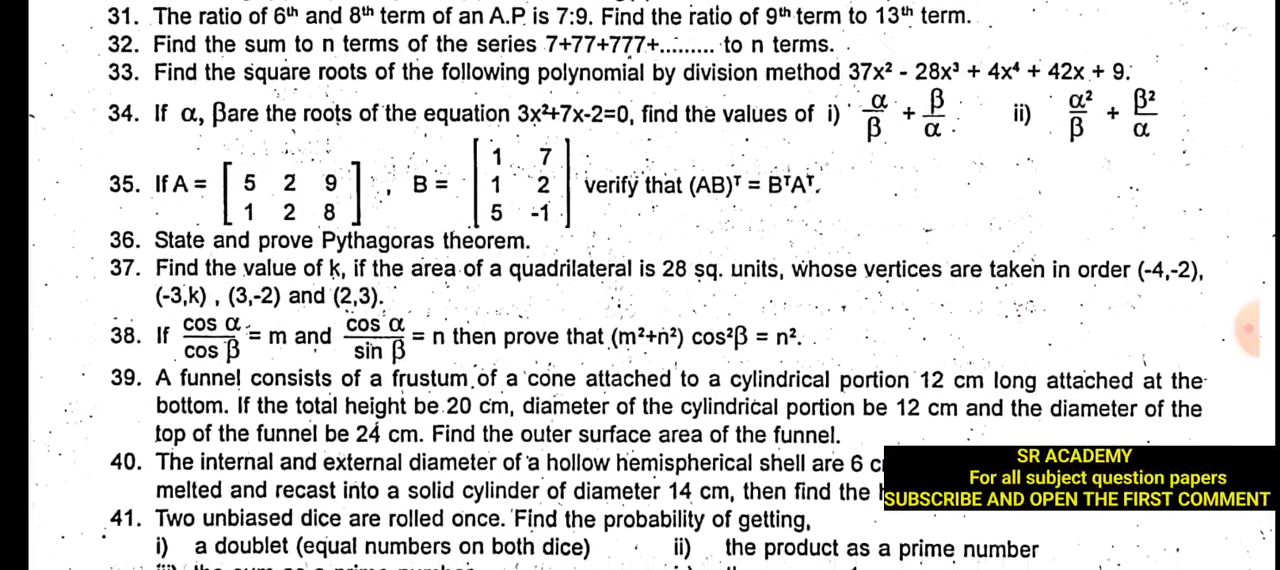 31. The ratio of 6th and 8th term of an A.P. is 7:9. Find the ratio of 9th term to 13th term.
32. Find the sum to n terms of the series 7+77+777+......... to n terms.
33. Find the square roots of the following polynomial by division method 37x² - 28x³ + 4x⁴ + 42x + 9.
34. If α, βare the roots of the equation 3x²+7x-2=0, find the values of i) α/β + β/α ii) α²/β + β²/α
35. If A = [5 2 9; 1 2 8], B = [1 7; 1 2; 5 -1] verify that (AB)ᵀ = BᵀAᵀ.
36. State and prove Pythagoras theorem.
37. Find the value of k, if the area of a quadrilateral is 28 sq. units, whose vertices are taken in order (-4,-2),
(-3,k) , (3,-2) and (2,3).
38. If cos α/cos β = m and cos α/sin β = n then prove that (m²+n²) cos²β = n².
39. A funnel consists of a frustum of a cone attached to a cylindrical portion 12 cm long attached at the
bottom. If the total height be 20 cm, diameter of the cylindrical portion be 12 cm and the diameter of the
top of the funnel be 24 cm. Find the outer surface area of the funnel.
40. The internal and external diameter of a hollow hemispherical shell are 6
melted and recast into a solid cylinder of diameter 14 cm, then find the
SR ACADEMY
For all subject question papers
SUBSCRIBE AND OPEN THE FIRST COMMENT
41. Two unbiased dice are rolled once. Find the probability of getting,
i) a doublet (equal numbers on both dice) ii) the product as a prime number